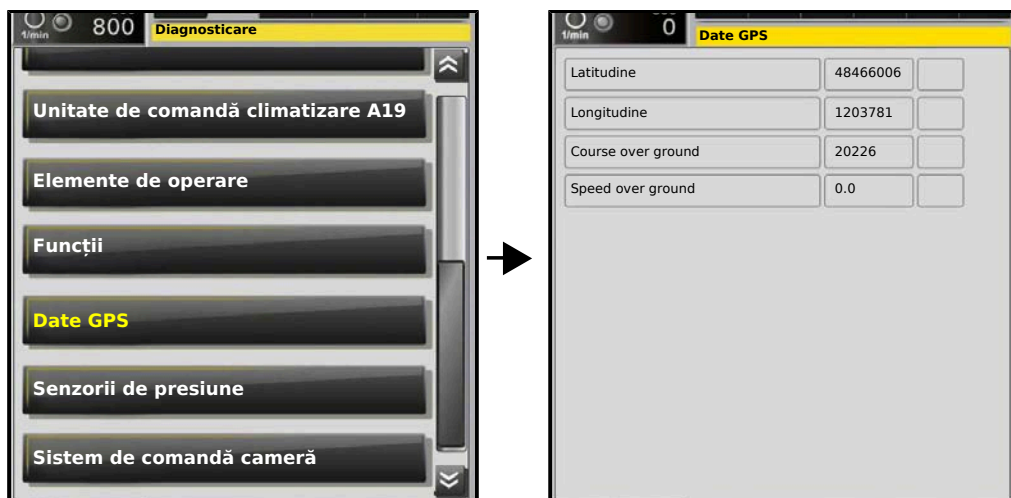 1/min
800
Diagnosticare
Unitate de comandă climatizare A19
Elemente de operare
Funcții
Date GPS
Senzorii de presiune
Sistem de comandă cameră
1/min
0
Date GPS
Latitudine 48466006
Longitudine 1203781
Course over ground 20226
Speed over ground 0.0